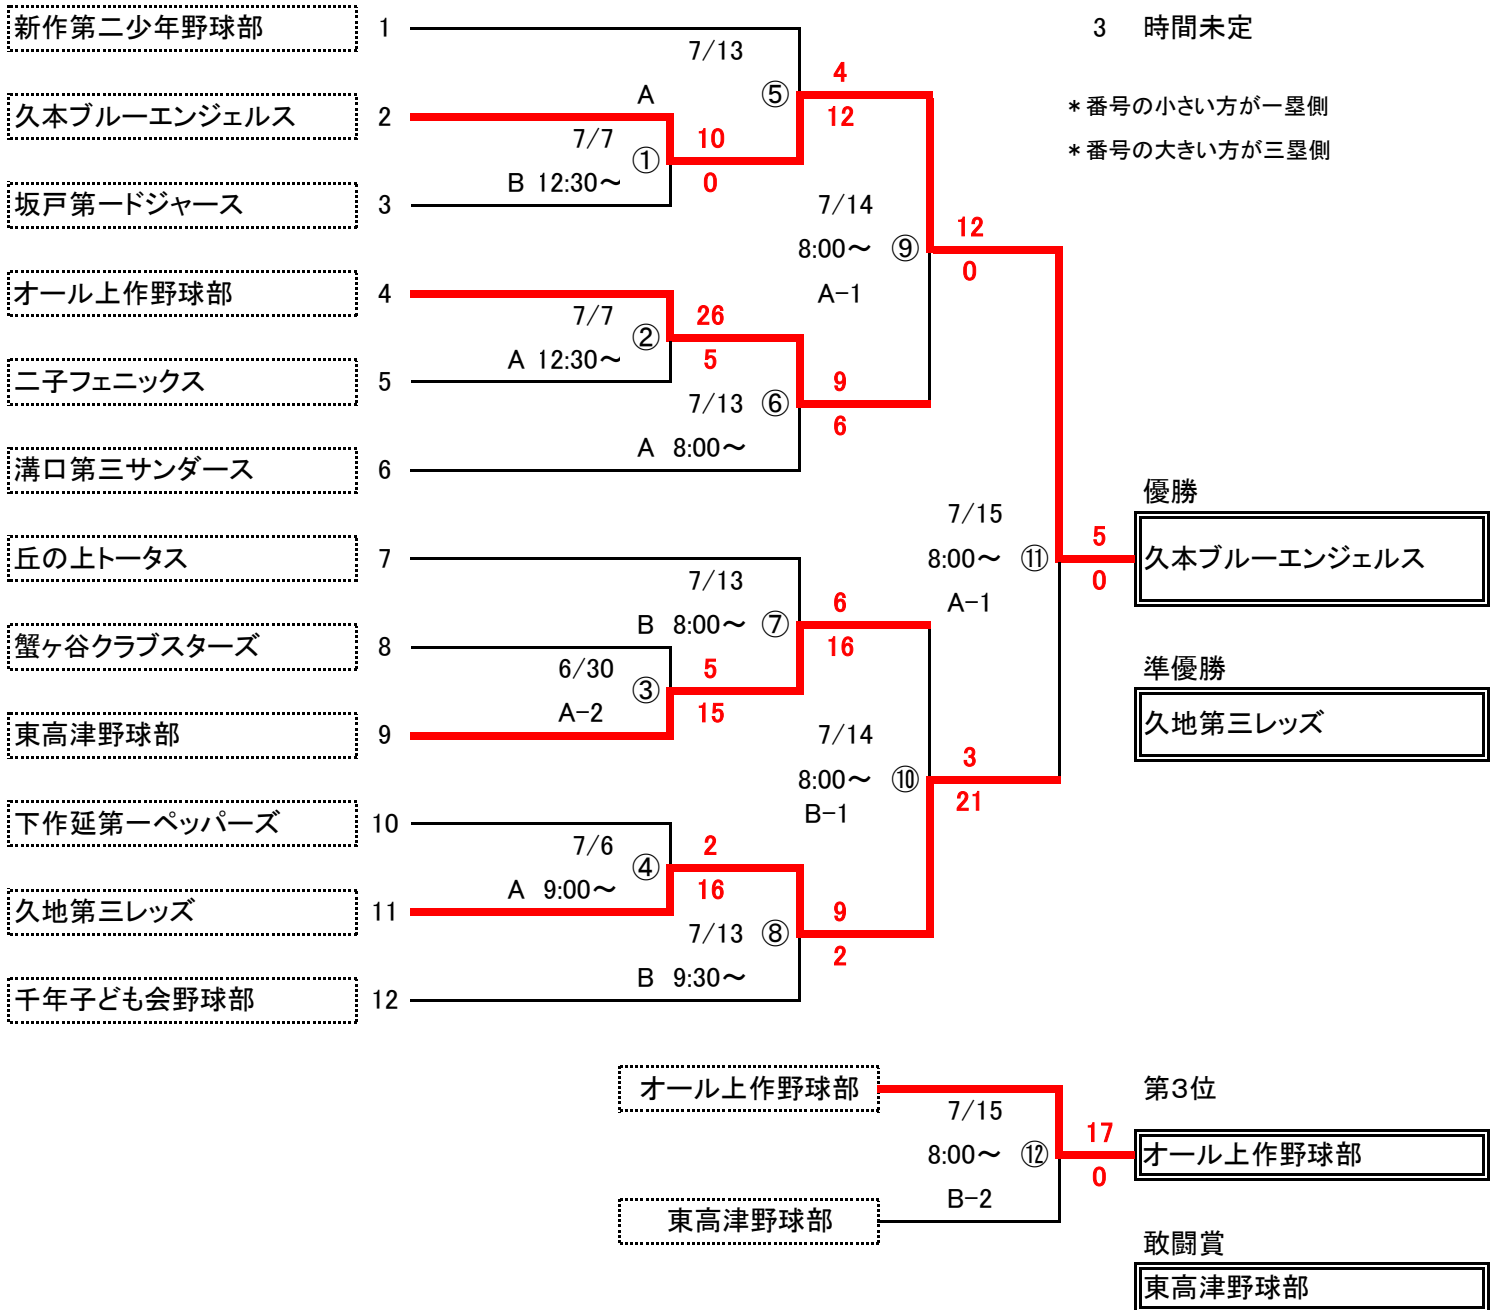 新作第二少年野球部 1
3 時間未定
7/13
4
A ⑤
12
＊番号の小さい方が一塁側
久本ブルーエンジェルス 2
7/7 10
＊番号の大きい方が三塁側
①
B 12:30～ 0
坂戸第一ドジャース 3
7/14
12
8:00～ ⑨
0
オール上作野球部 4
A-1
7/7 26
②
A 12:30～ 5
二子フェニックス 5
9
7/13 ⑥
6
A 8:00～
溝口第三サンダース 6
優勝
7/15
5
丘の上トータス 7
8:00～ ⑪
久本ブルーエンジェルス
7/13
0
6
A-1
B 8:00～ ⑦
蟹ヶ谷クラブスターズ 8
16
6/30 5
準優勝
③
A-2 15
久地第三レッズ
東高津野球部 9
7/14
3
8:00～ ⑩
21
B-1
下作延第一ペッパーズ 10
7/6 2
④
A 9:00～ 16
久地第三レッズ 11
9
7/13 ⑧
2
B 9:30～
千年子ども会野球部 12
オール上作野球部
第3位
7/15
17
8:00～ ⑫
オール上作野球部
0
B-2
東高津野球部
敢闘賞
東高津野球部